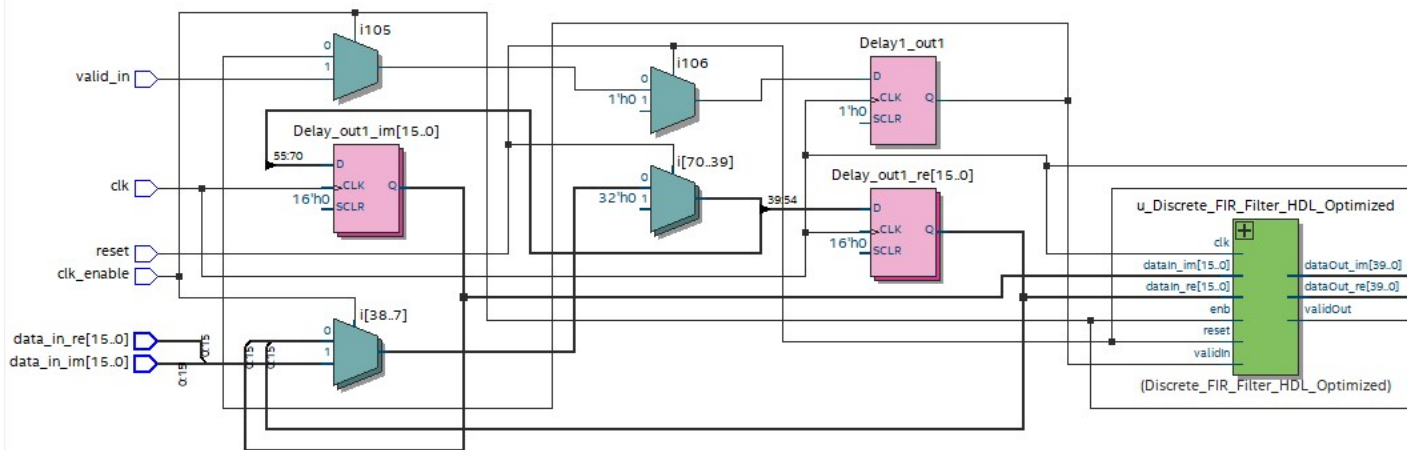 i105
0
1
valid_in
i106
0
1'h0 1
Delay1_out1
D
CLK
Q
1'h0
SCLR
Delay_out1_im[15..0]
55:70
D
CLK
Q
16'h0
SCLR
clk
i[70..39]
0
32'h0 1
39:54
Delay_out1_re[15..0]
D
CLK
Q
16'h0
SCLR
reset
clk_enable
i[38..7]
0
1
data_in_re[15..0]
data_in_im[15..0]
0:15
0:15
0:15
0:15
u_Discrete_FIR_Filter_HDL_Optimized
clk
dataIn_im[15..0]
dataIn_re[15..0]
enb
reset
validIn
dataOut_im[39..0]
dataOut_re[39..0]
validOut
(Discrete_FIR_Filter_HDL_Optimized)